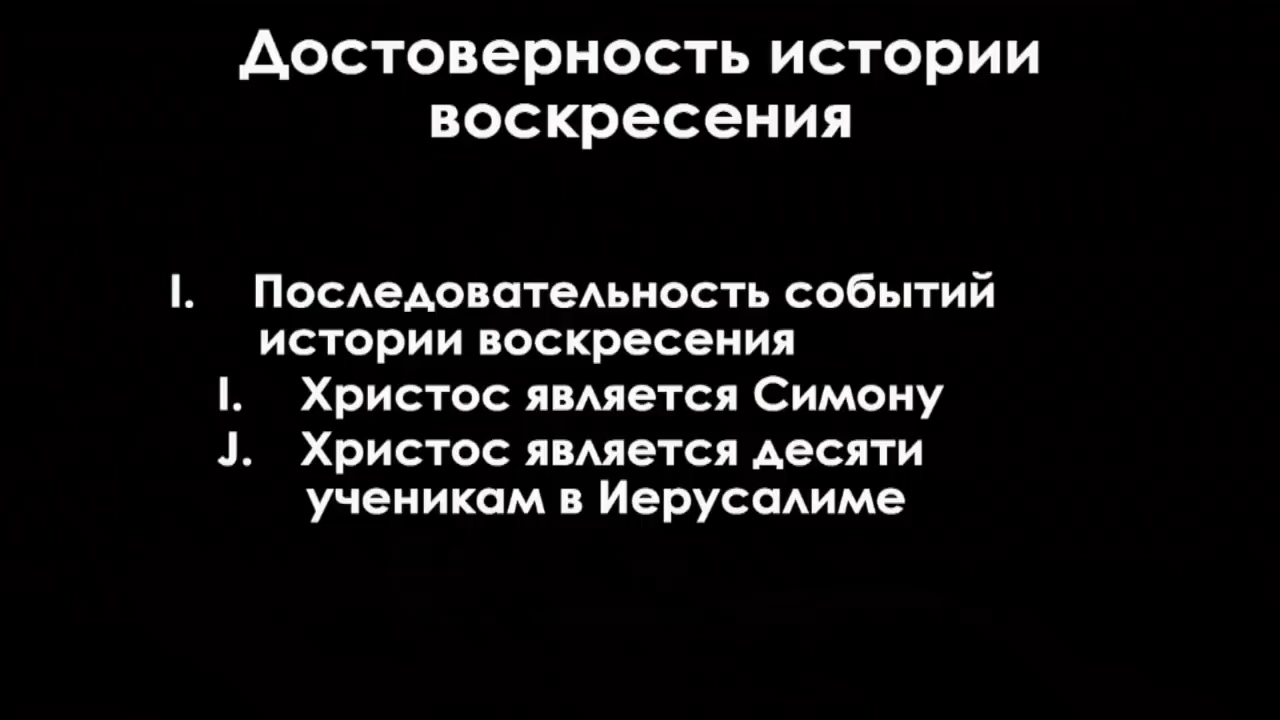 Достоверность истории
воскресения
I. Последовательность событий
истории воскресения
I. Христос является Симону
J. Христос является десяти
ученикам в Иерусалиме